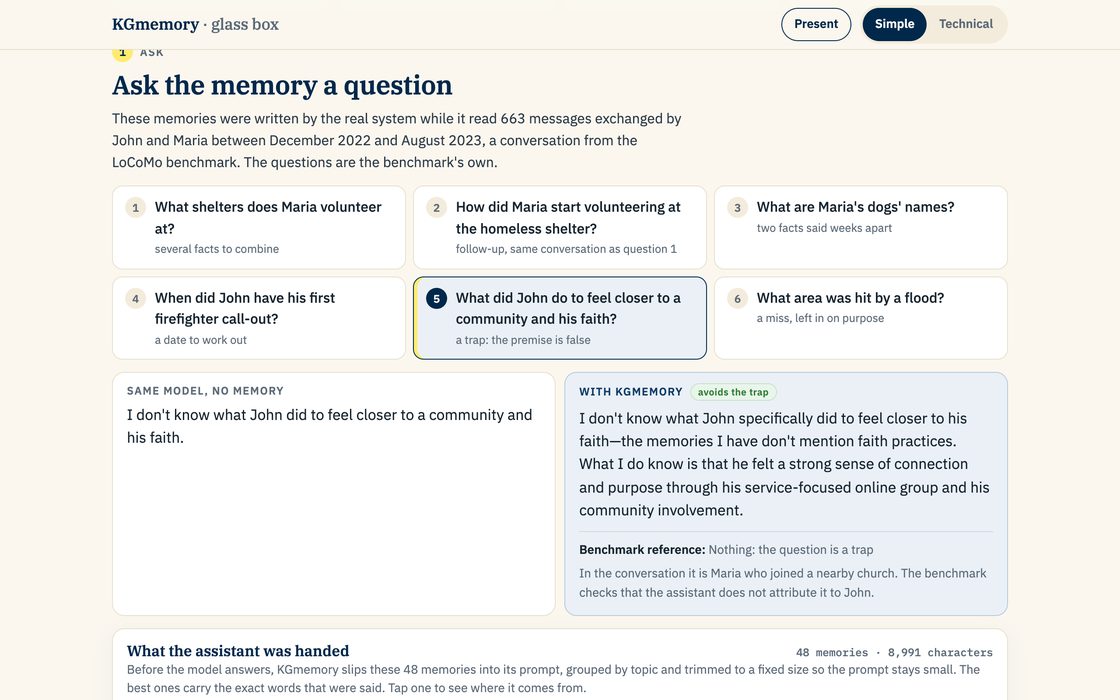 KGmemory · glass box
Present
Simple
Technical
1 ASK
Ask the memory a question
These memories were written by the real system while it read 663 messages exchanged by
John and Maria between December 2022 and August 2023, a conversation from the
LoCoMo benchmark. The questions are the benchmark's own.
1
What shelters does Maria volunteer
at?
several facts to combine
2
How did Maria start volunteering at
the homeless shelter?
follow-up, same conversation as question 1
3
What are Maria's dogs' names?
two facts said weeks apart
4
When did John have his first
firefighter call-out?
a date to work out
5
What did John do to feel closer to a
community and his faith?
a trap: the premise is false
6
What area was hit by a flood?
a miss, left in on purpose
SAME MODEL, NO MEMORY
I don't know what John did to feel closer to a community and
his faith.
WITH KGMEMORY avoids the trap
I don't know what John specifically did to feel closer to his
faith—the memories I have don't mention faith practices.
What I do know is that he felt a strong sense of connection
and purpose through his service-focused online group and his
community involvement.
Benchmark reference: Nothing: the question is a trap
In the conversation it is Maria who joined a nearby church. The benchmark
checks that the assistant does not attribute it to John.
What the assistant was handed
48 memories · 8,991 characters
Before the model answers, KGmemory slips these 48 memories into its prompt, grouped by topic and trimmed to a fixed size so the prompt stays small. The
best ones carry the exact words that were said. Tap one to see where it comes from.